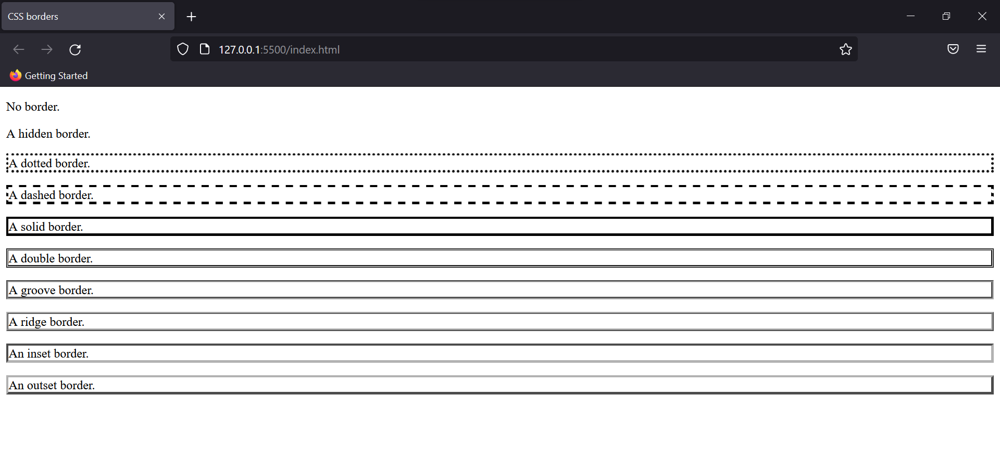 CSS borders
127.0.0.1:5500/index.html
Getting Started
No border.
A hidden border.
A dotted border.
A dashed border.
A solid border.
A double border.
A groove border.
A ridge border.
An inset border.
An outset border.